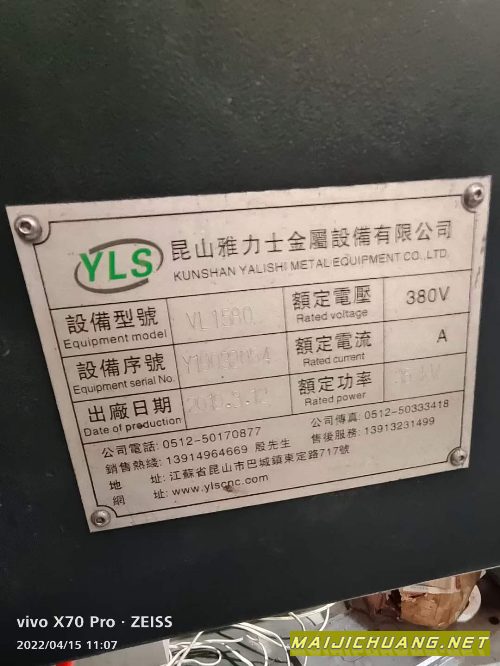 YLS
昆山雅力士金屬設備有限公司
KUNSHAN YALISHI METAL EQUIPMENT CO.,LTD.
設備型號 VL1580 額定電壓 380V
Equipment model Rated voltage
設備序號 額定電流 A
Equipment serial No. Rated current
出廠日期 額定功率
Date of production Rated power
公司電話: 0512-50170877 公司傳真: 0512-50333418
銷售熱綫: 13914964669 殷先生 售後服務: 13913231499
地 址: 江蘇省昆山市巴城鎮東定路717號
網 址: www.ylscnc.com
vivo X70 Pro · ZEISS
2022/04/15 11:07
MAIJICHUANG.NET